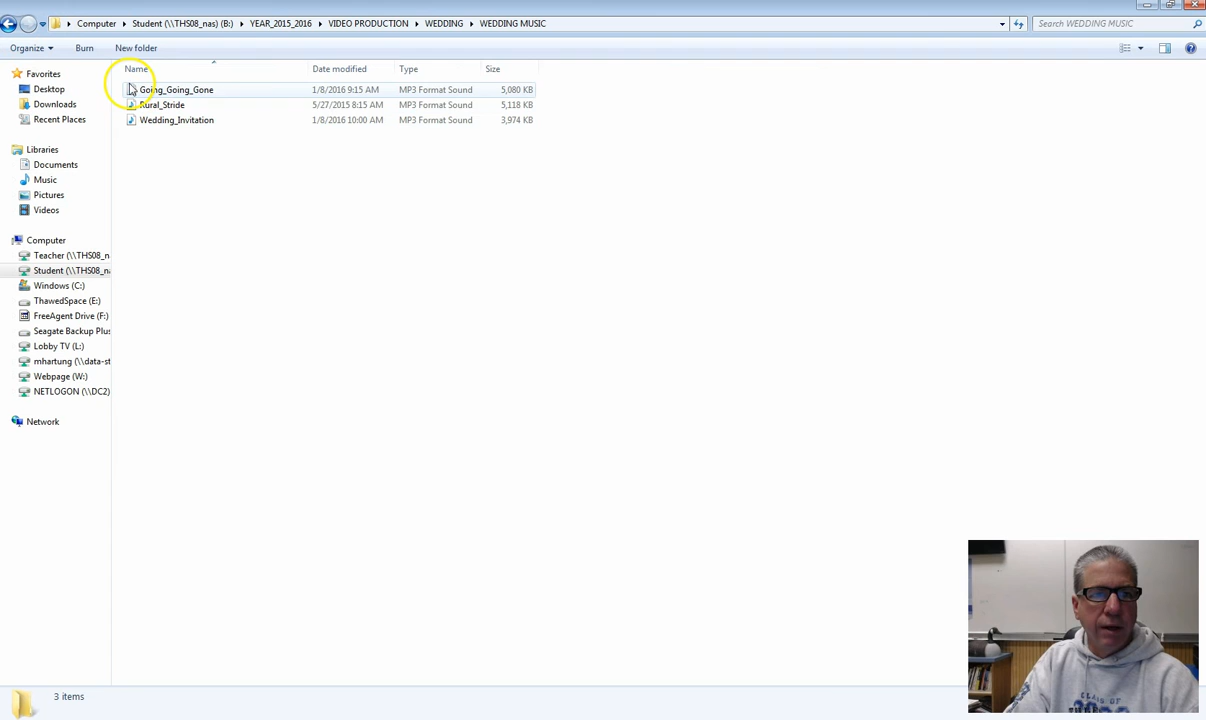 Computer Student (\\THS08_nas) (B:) YEAR_2015_2016 VIDEO PRODUCTION WEDDING WEDDING MUSIC Search WEDDING MUSIC
Organize Burn New folder
Name Date modified Type Size
Going_Going_Gone 1/8/2016 9:15 AM MP3 Format Sound 5,080 KB
Rural_Stride 5/27/2015 8:15 AM MP3 Format Sound 5,118 KB
Wedding_Invitation 1/8/2016 10:00 AM MP3 Format Sound 3,974 KB
Favorites
Desktop
Downloads
Recent Places
Libraries
Documents
Music
Pictures
Videos
Computer
Teacher (\\THS08_n
Student (\\THS08_n
Windows (C:)
ThawedSpace (E:)
FreeAgent Drive (F:)
Seagate Backup Plus
Lobby TV (L:)
mhartung (\\data-st
Webpage (W:)
NETLOGON (\\DC2)
Network
3 items
CLASS OF